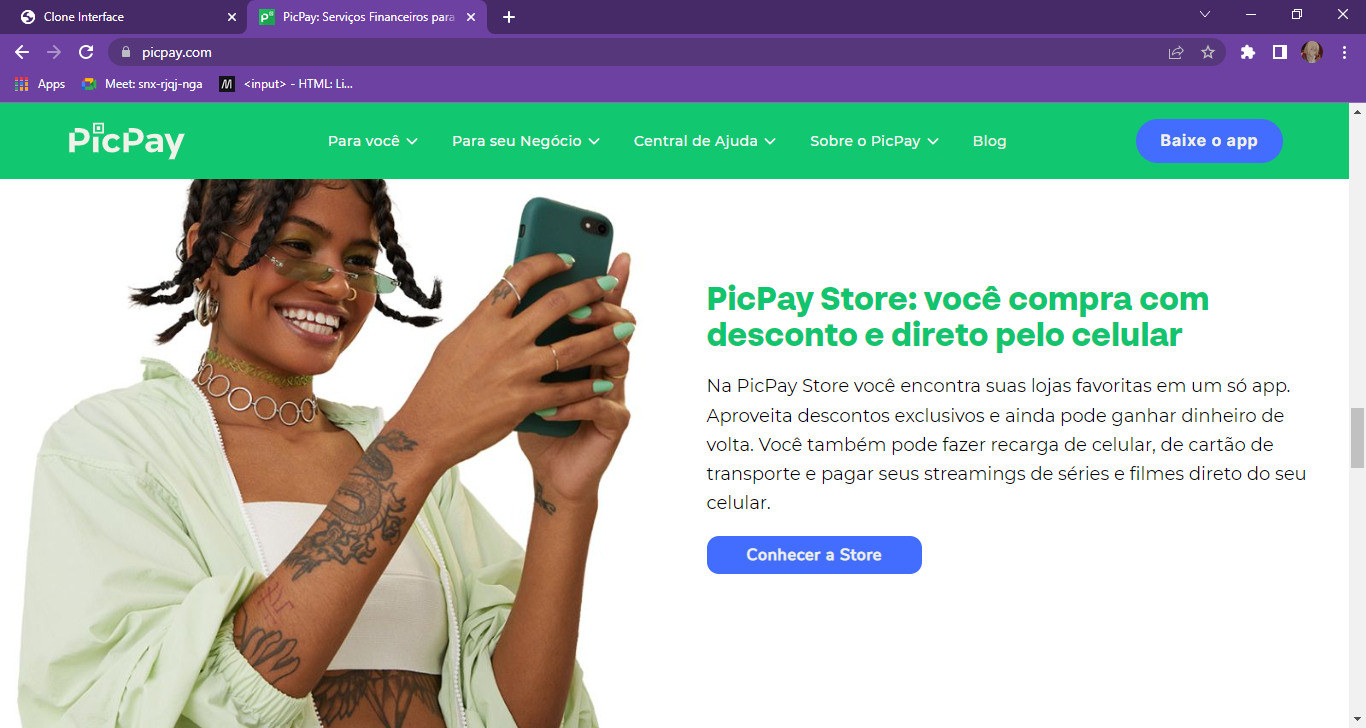 Clone Interface
PicPay: Serviços Financeiros para
picpay.com
Apps
Meet: snx-rjqj-nga
<input> - HTML: Li...
PicPay
Para você
Para seu Negócio
Central de Ajuda
Sobre o PicPay
Blog
Baixe o app
PicPay Store: você compra com
desconto e direto pelo celular
Na PicPay Store você encontra suas lojas favoritas em um só app.
Aproveita descontos exclusivos e ainda pode ganhar dinheiro de
volta. Você também pode fazer recarga de celular, de cartão de
transporte e pagar seus streamings de séries e filmes direto do seu
celular.
Conhecer a Store